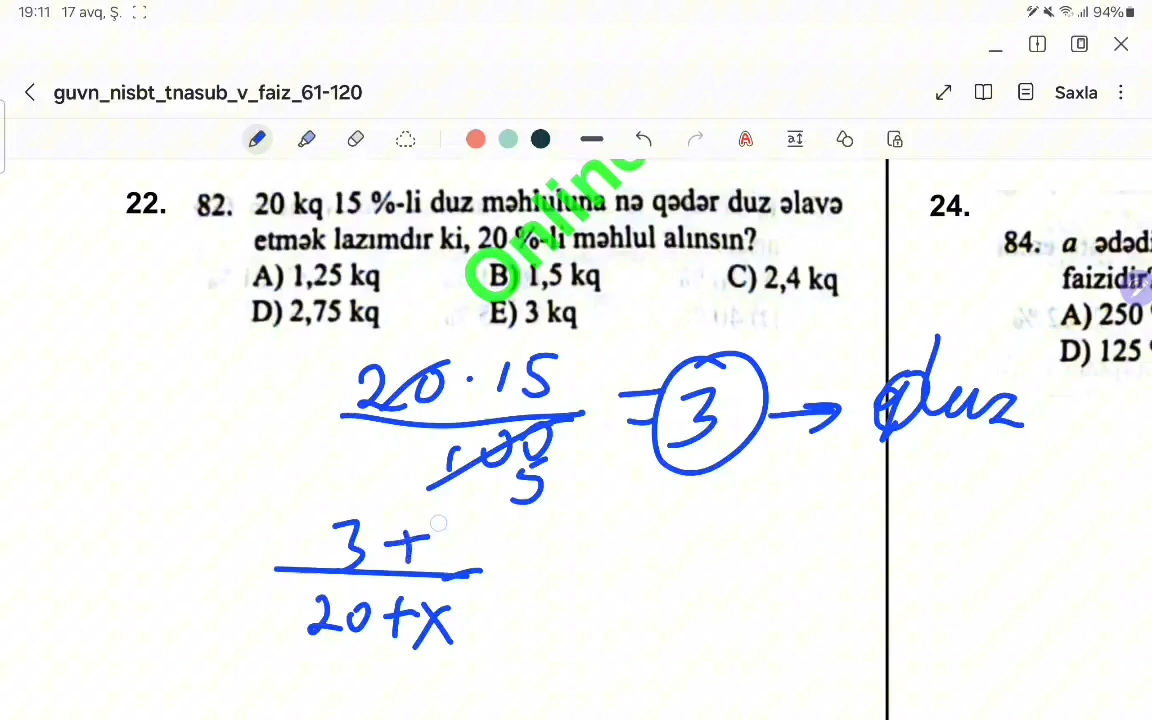 19:11 17 avq, Ş. 94%
guvn_nisbt_tnasub_v_faiz_61-120 Saxla
22. 82. 20 kq 15 %-li duz məhluluna nə qədər duz əlavə
etmək lazımdır ki, 20 %-li məhlul alınsın?
A) 1,25 kq B) 1,5 kq C) 2,4 kq
D) 2,75 kq E) 3 kq
Online
24.
84. a ədədi
faizidir?
A) 250
D) 125
20 · 15 / 100 = 3 → duz
5
3 +
20 + x